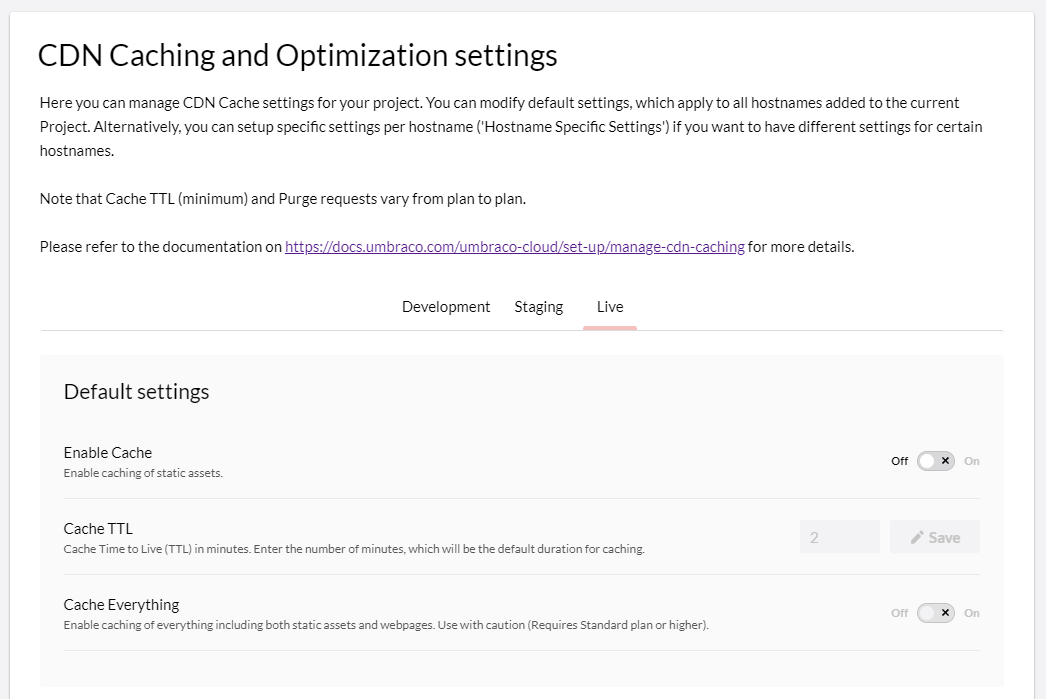 CDN Caching and Optimization settings
Here you can manage CDN Cache settings for your project. You can modify default settings, which apply to all hostnames added to the current
Project. Alternatively, you can setup specific settings per hostname ('Hostname Specific Settings') if you want to have different settings for certain
hostnames.
Note that Cache TTL (minimum) and Purge requests vary from plan to plan.
Please refer to the documentation on https://docs.umbraco.com/umbraco-cloud/set-up/manage-cdn-caching for more details.
Development Staging Live
Default settings
Enable Cache
Enable caching of static assets.
Off On
Cache TTL
Cache Time to Live (TTL) in minutes. Enter the number of minutes, which will be the default duration for caching.
2 Save
Cache Everything
Enable caching of everything including both static assets and webpages. Use with caution (Requires Standard plan or higher).
Off On